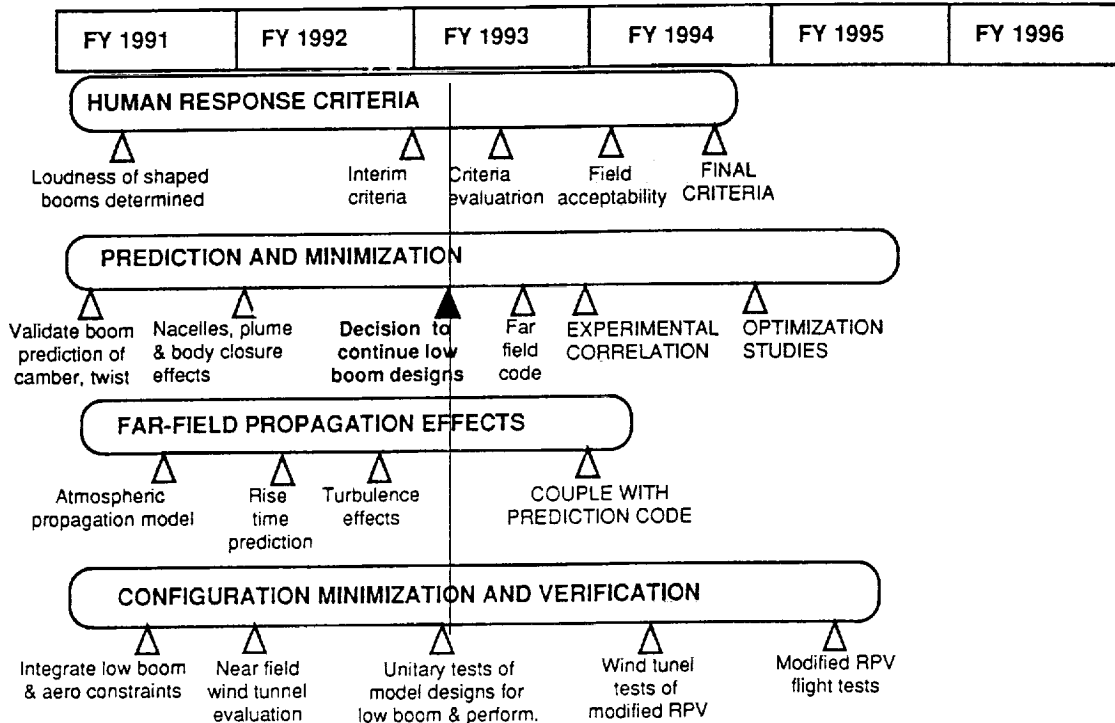 FY 1991 FY 1992 FY 1993 FY 1994 FY 1995 FY 1996
HUMAN RESPONSE CRITERIA
Loudness of shaped
booms determined
Interim
criteria
Criteria
evaluatrion
Field
acceptability
FINAL
CRITERIA
PREDICTION AND MINIMIZATION
Validate boom
prediction of
camber, twist
Nacelles, plume
& body closure
effects
Decision to
continue low
boom designs
Far
field
code
EXPERIMENTAL
CORRELATION
OPTIMIZATION
STUDIES
FAR-FIELD PROPAGATION EFFECTS
Atmospheric
propagation model
Rise
time
prediction
Turbulence
effects
COUPLE WITH
PREDICTION CODE
CONFIGURATION MINIMIZATION AND VERIFICATION
Integrate low boom
& aero constraints
Near field
wind tunnel
evaluation
Unitary tests of
model designs for
low boom & perform.
Wind tunel
tests of
modified RPV
Modified RPV
flight tests